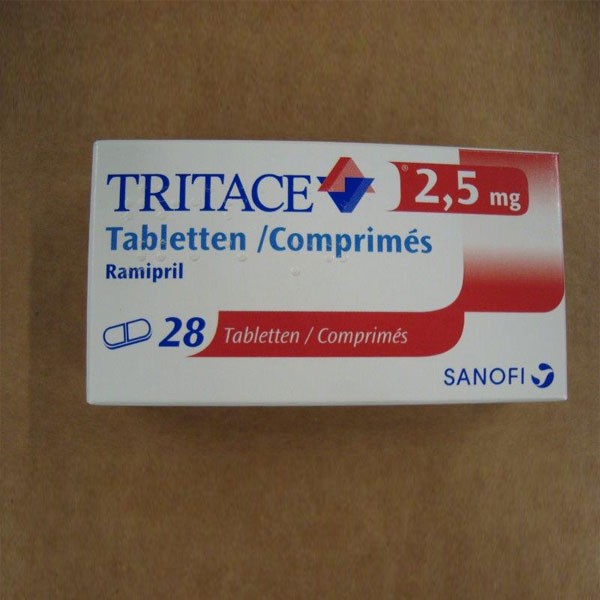 TRITACE ® 2,5 mg
Tabletten /Comprimés
Ramipril
28 Tabletten / Comprimés
SANOFI